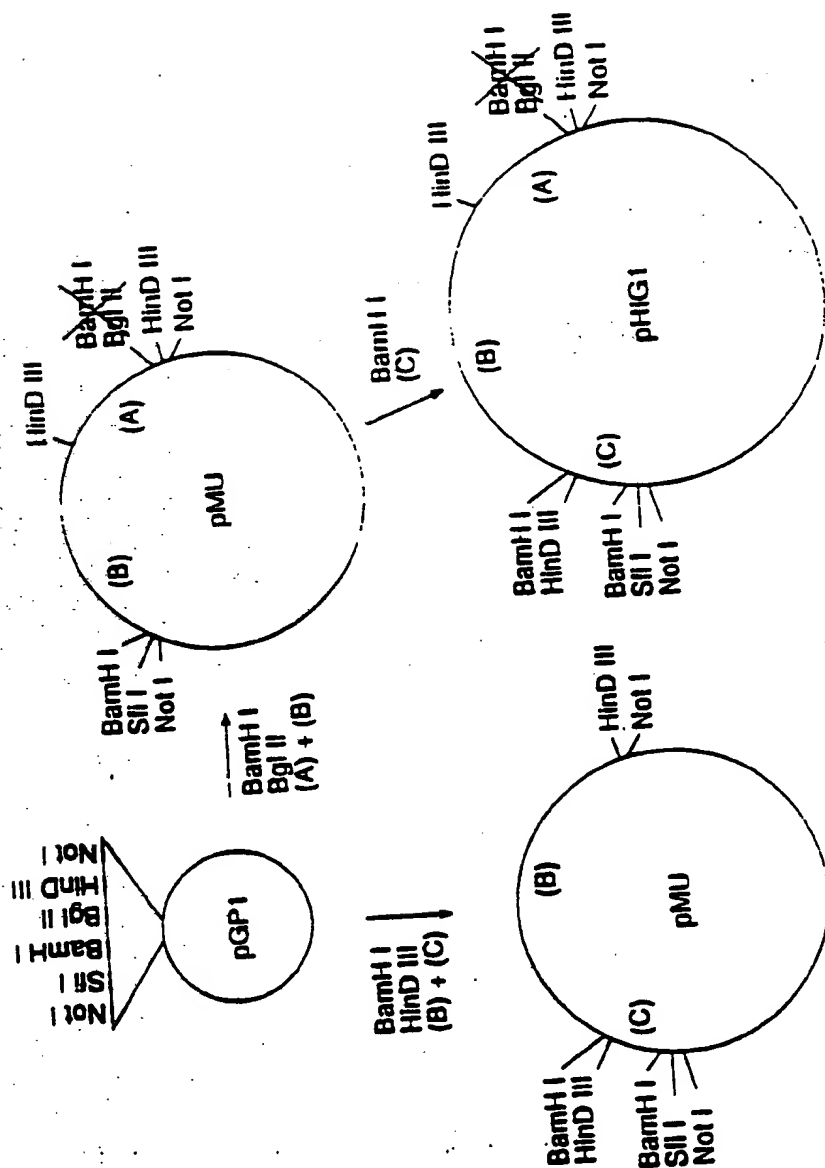 Not I
Sfi I
BamH I
Bgl II
HinD III
Not I
pGP1
BamH I
Bgl II
(A) + (B)
BamH I
Sfi I
Not I
(B)
HinD III
(A)
BamH I
Bgl II
HinD III
Not I
pMU
BamH I
HinD III
(B) + (C)
BamH I
(C)
BamH I
HinD III
(C)
BamH I
Sfi I
Not I
(B)
HinD III
Not I
pMU
BamH I
HinD III
(C)
BamH I
Sfi I
Not I
(B)
HinD III
(A)
BamH I
Bgl II
HinD III
Not I
pHIG1